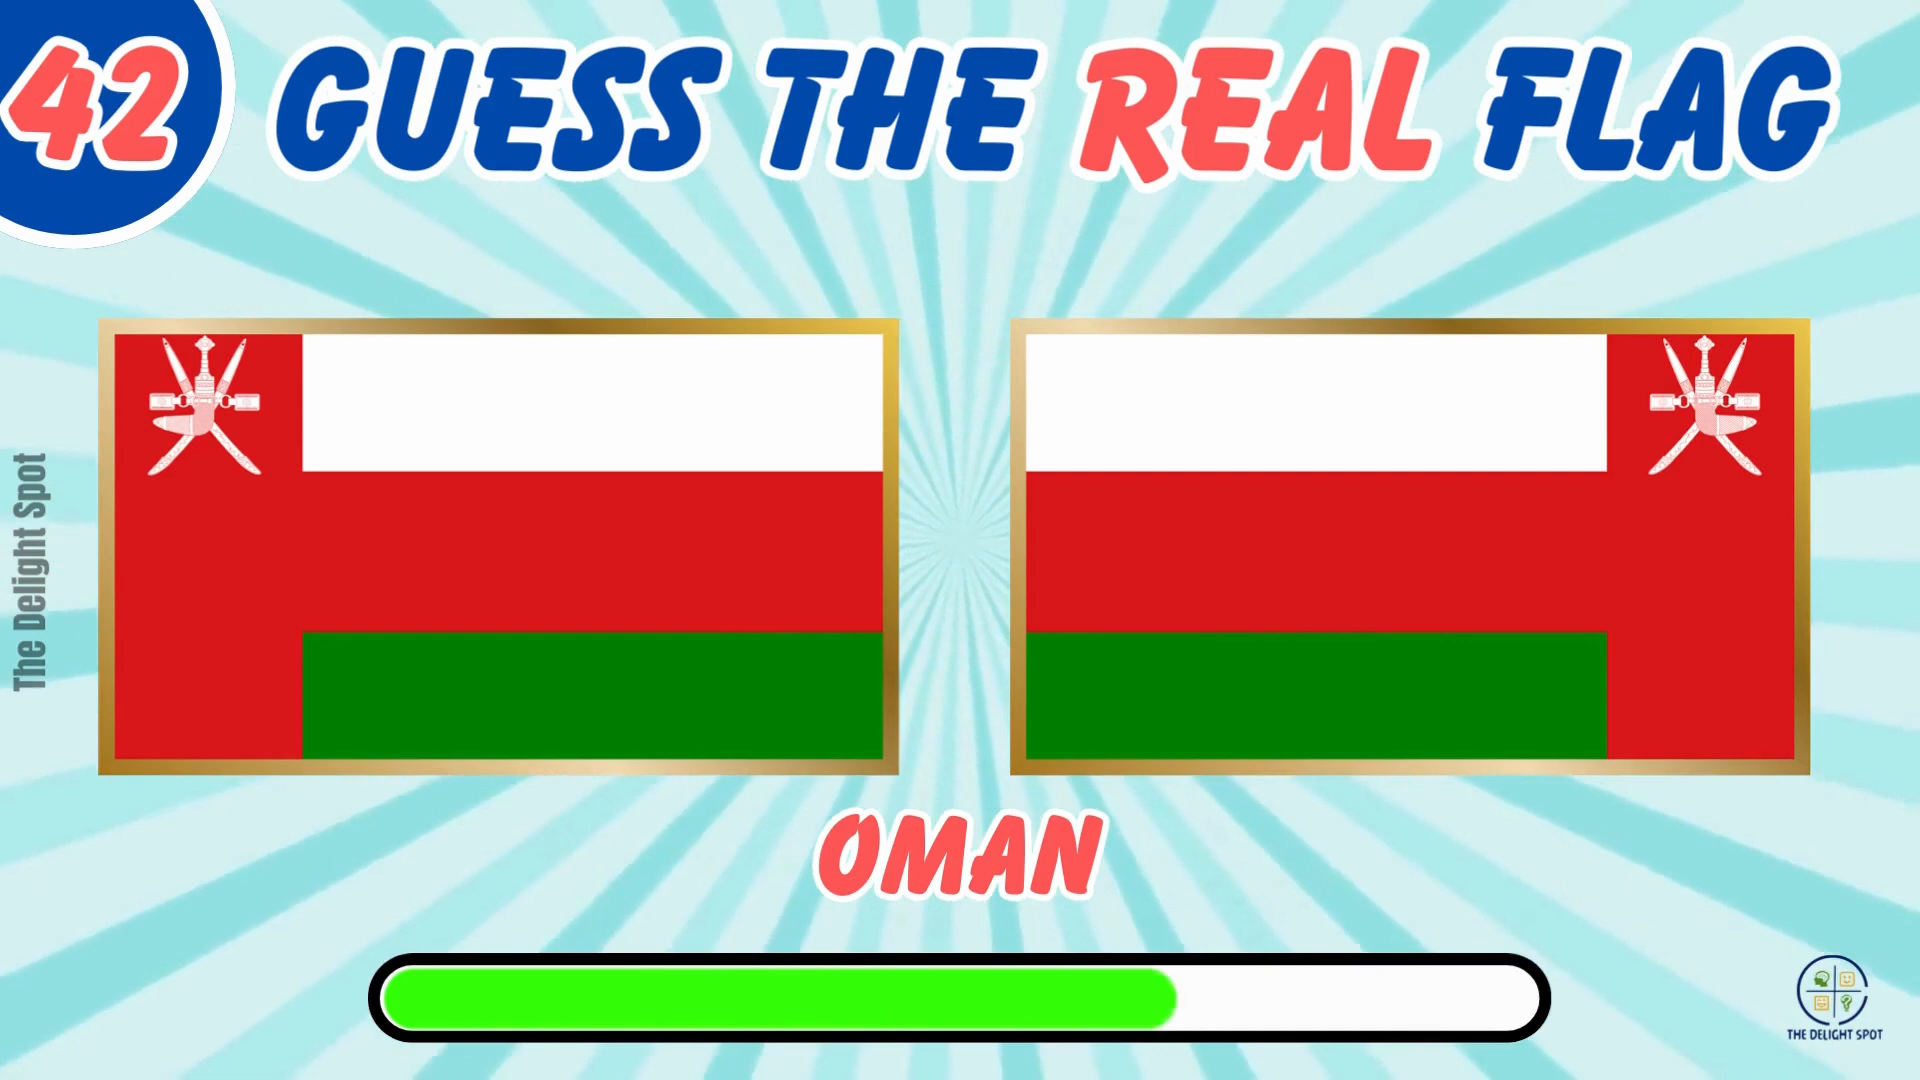 42
GUESS THE REAL FLAG
The Delight Spot
OMAN
THE DELIGHT SPOT